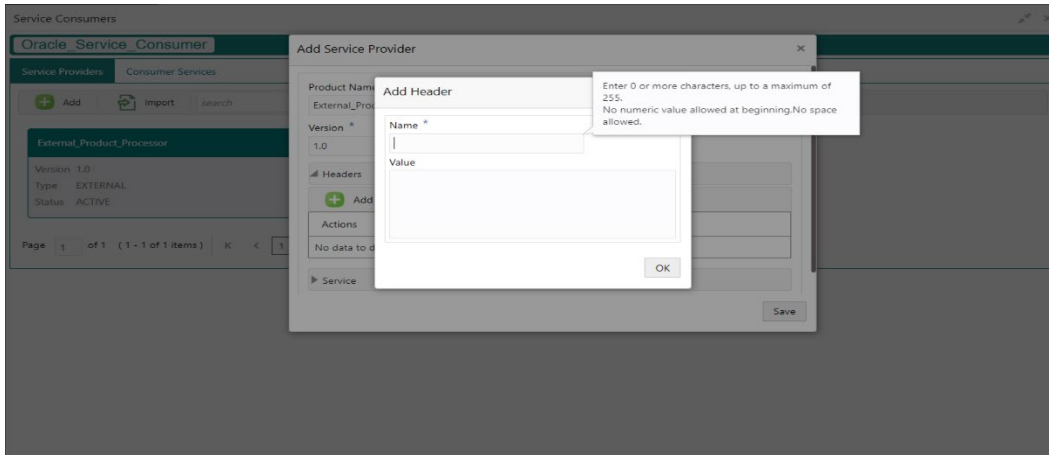 Service Consumers
Oracle_Service_Consumer
Service Providers Consumer Services
Add Import search
External_Product_Processor
Version 1.0
Type EXTERNAL
Status ACTIVE
Page 1 of 1 (1 - 1 of 1 items) K < 1
Add Service Provider ×
Product Name
External_Proc
Version *
1.0
Headers
Add
Actions
No data to d
Service
Save
Add Header
Name *
Value
OK
Enter 0 or more characters, up to a maximum of
255.
No numeric value allowed at beginning.No space
allowed.